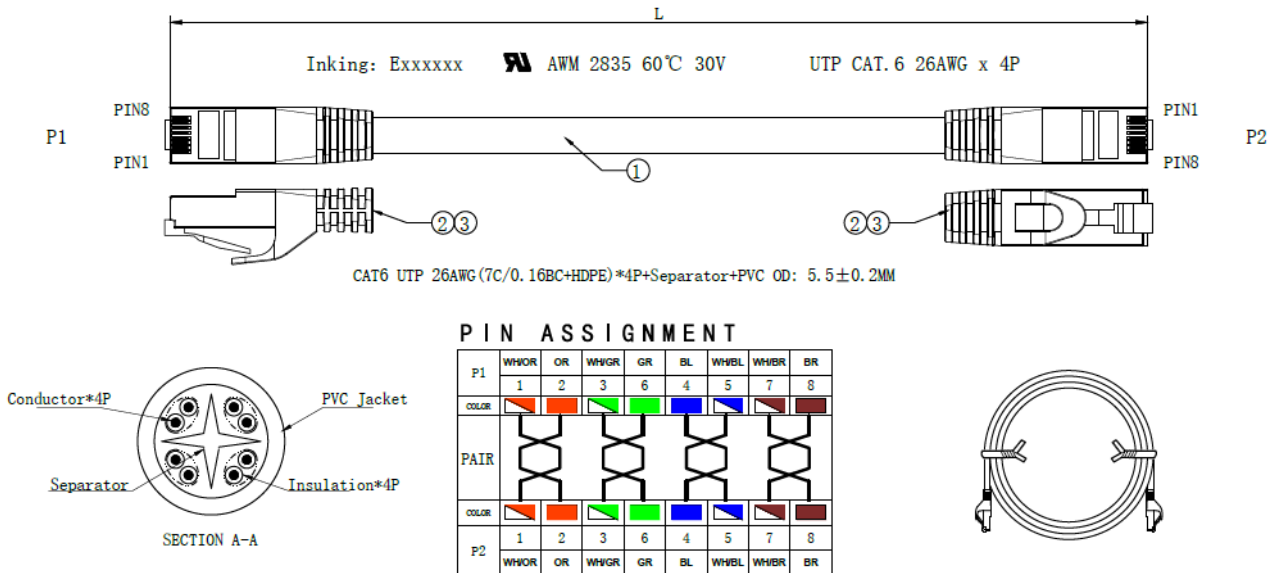 L
Inking: Exxxxxx RU AWM 2835 60℃ 30V UTP CAT.6 26AWG x 4P
PIN8 PIN1
P1 P2
PIN1 PIN8
①
②③ ②③
CAT6 UTP 26AWG(7C/0.16BC+HDPE)*4P+Separator+PVC OD: 5.5±0.2MM
PIN ASSIGNMENT
P1 WH/OR OR WH/GR GR BL WH/BL WH/BR BR
1 2 3 6 4 5 7 8
COLOR
PAIR
COLOR
P2 1 2 3 6 4 5 7 8
WH/OR OR WH/GR GR BL WH/BL WH/BR BR
Conductor*4P PVC Jacket
Separator Insulation*4P
SECTION A-A